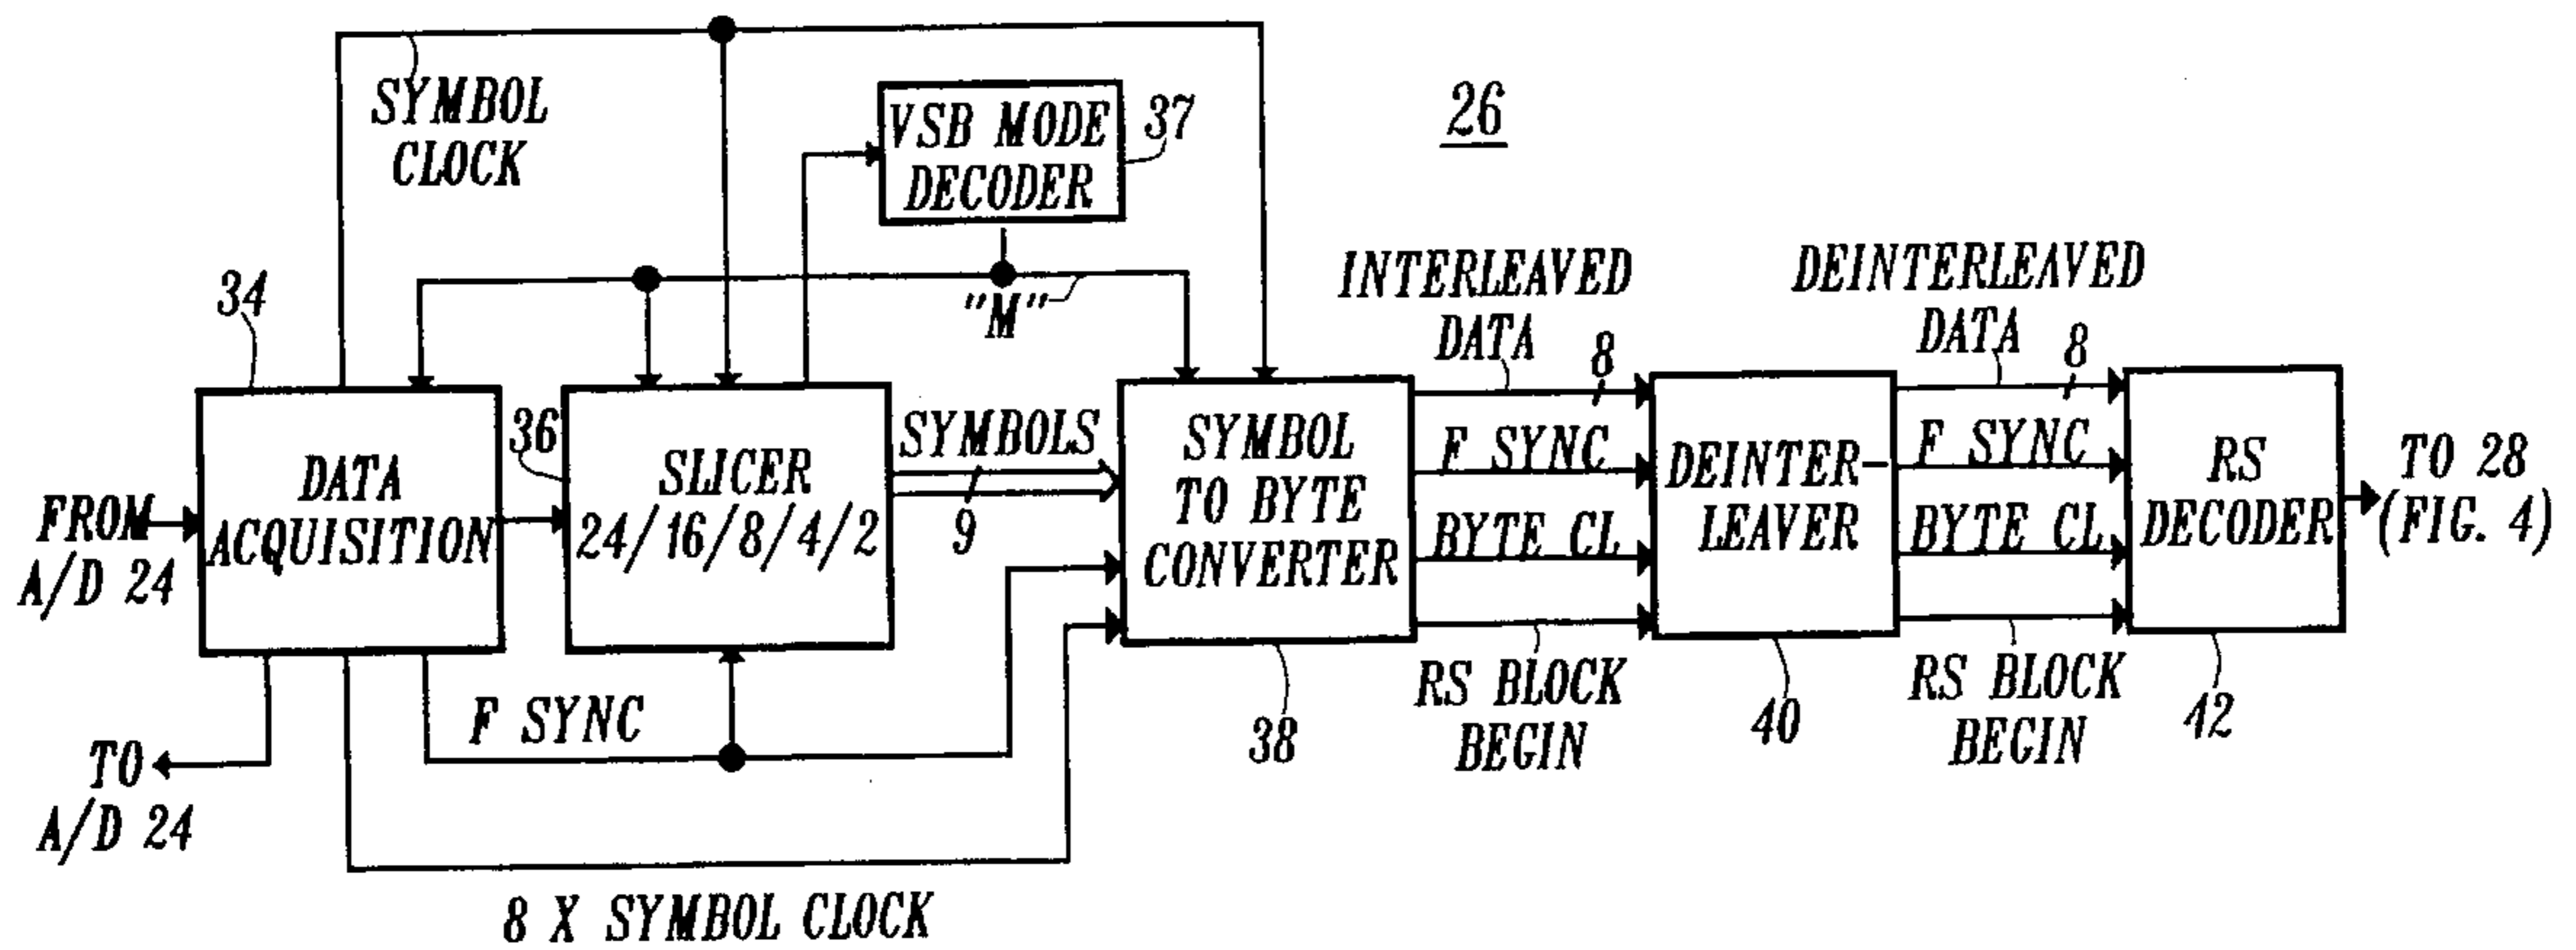 SYMBOL
CLOCK
VSB MODE
DECODER
37
26
"M"
34
DATA
ACQUISITION
FROM
A/D 24
TO
A/D 24
36
SLICER
24/16/8/4/2
SYMBOLS
9
F SYNC
8 X SYMBOL CLOCK
SYMBOL
TO BYTE
CONVERTER
38
INTERLEAVED
DATA
8
F SYNC
BYTE CL
RS BLOCK
BEGIN
DEINTER-
LEAVER
40
DEINTERLEAVED
DATA
8
F SYNC
BYTE CL
RS BLOCK
BEGIN
RS
DECODER
42
TO 28
(FIG. 4)